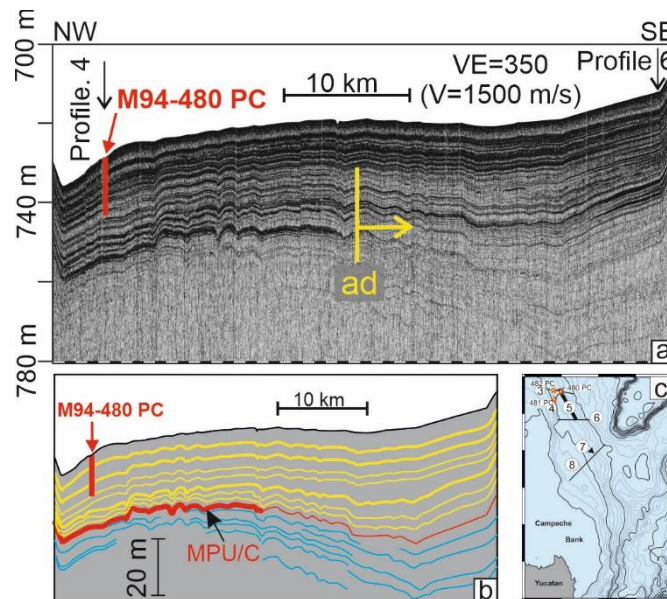 NW
SE
700 m
Profile. 4
M94-480 PC
10 km
VE=350
(V=1500 m/s)
Profile 6
740 m
ad
780 m
a
M94-480 PC
10 km
MPU/C
20 m
b
c
482 PC
480 PC
3
481 PC
4
5
6
7
8
Campeche
Bank
Yucatan